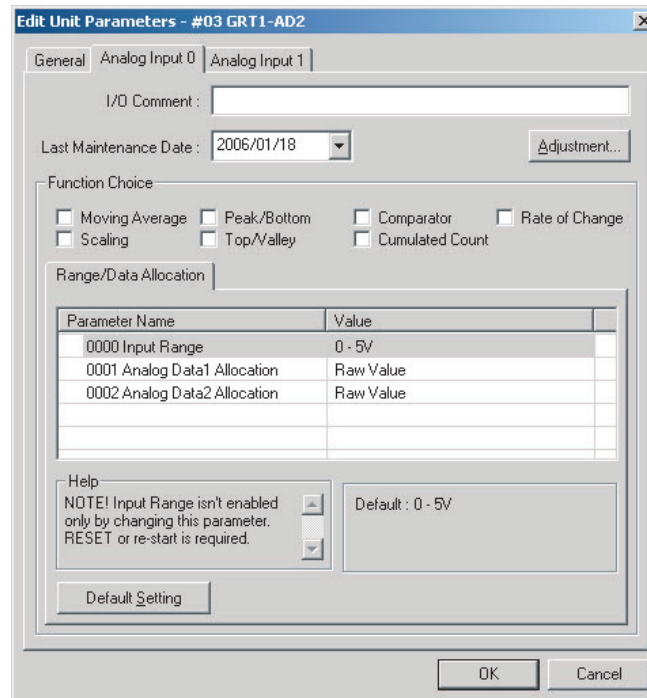 Edit Unit Parameters - #03 GRT1-AD2
General Analog Input 0 Analog Input 1
I/O Comment :
Last Maintenance Date : 2006/01/18 Adjustment...
Function Choice
Moving Average Peak/Bottom Comparator Rate of Change
Scaling Top/Valley Cumulated Count
Range/Data Allocation
Parameter Name Value
0000 Input Range 0 - 5V
0001 Analog Data1 Allocation Raw Value
0002 Analog Data2 Allocation Raw Value
Help
NOTE! Input Range isn't enabled
only by changing this parameter.
RESET or re-start is required.
Default : 0 - 5V
Default Setting
OK Cancel